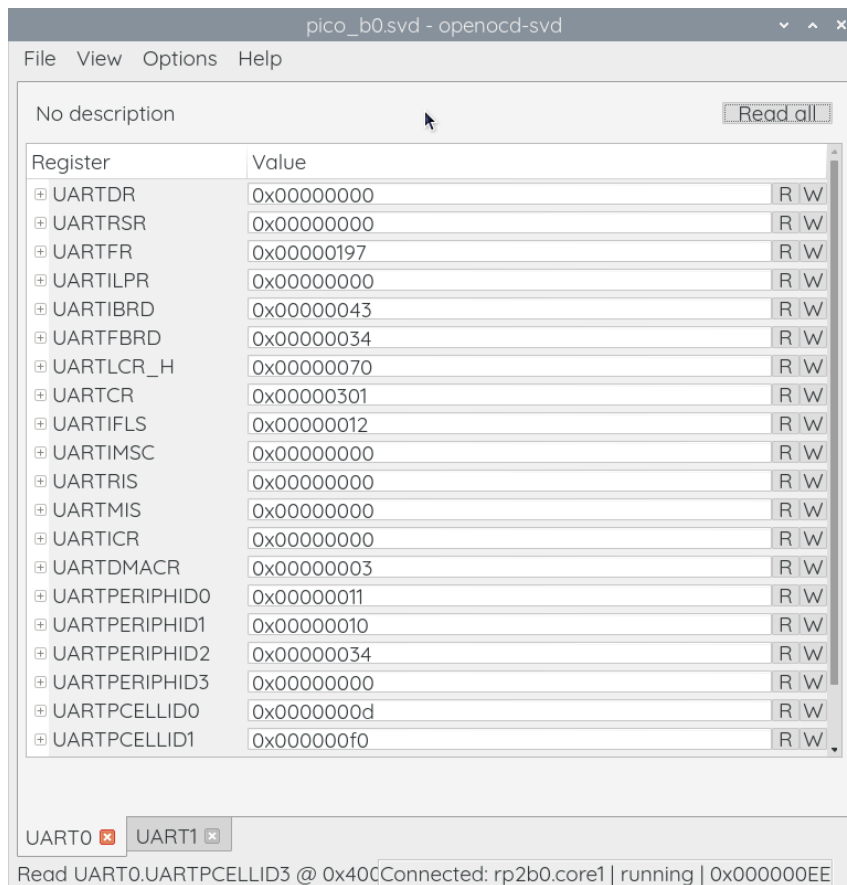 pico_b0.svd - openocd-svd
File View Options Help
No description Read all
Register Value
UARTDR 0x00000000 R W
UARTRSR 0x00000000 R W
UARTFR 0x00000197 R W
UARTILPR 0x00000000 R W
UARTIBRD 0x00000043 R W
UARTFBRD 0x00000034 R W
UARTLCR_H 0x00000070 R W
UARTCR 0x00000301 R W
UARTIFLS 0x00000012 R W
UARTIMSC 0x00000000 R W
UARTRIS 0x00000000 R W
UARTMIS 0x00000000 R W
UARTICR 0x00000000 R W
UARTDMACR 0x00000003 R W
UARTPERIPHID0 0x00000011 R W
UARTPERIPHID1 0x00000010 R W
UARTPERIPHID2 0x00000034 R W
UARTPERIPHID3 0x00000000 R W
UARTPCELLID0 0x0000000d R W
UARTPCELLID1 0x000000f0 R W
UART0 UART1
Read UART0.UARTPCELLID3 @ 0x400 Connected: rp2b0.core1 | running | 0x000000EE